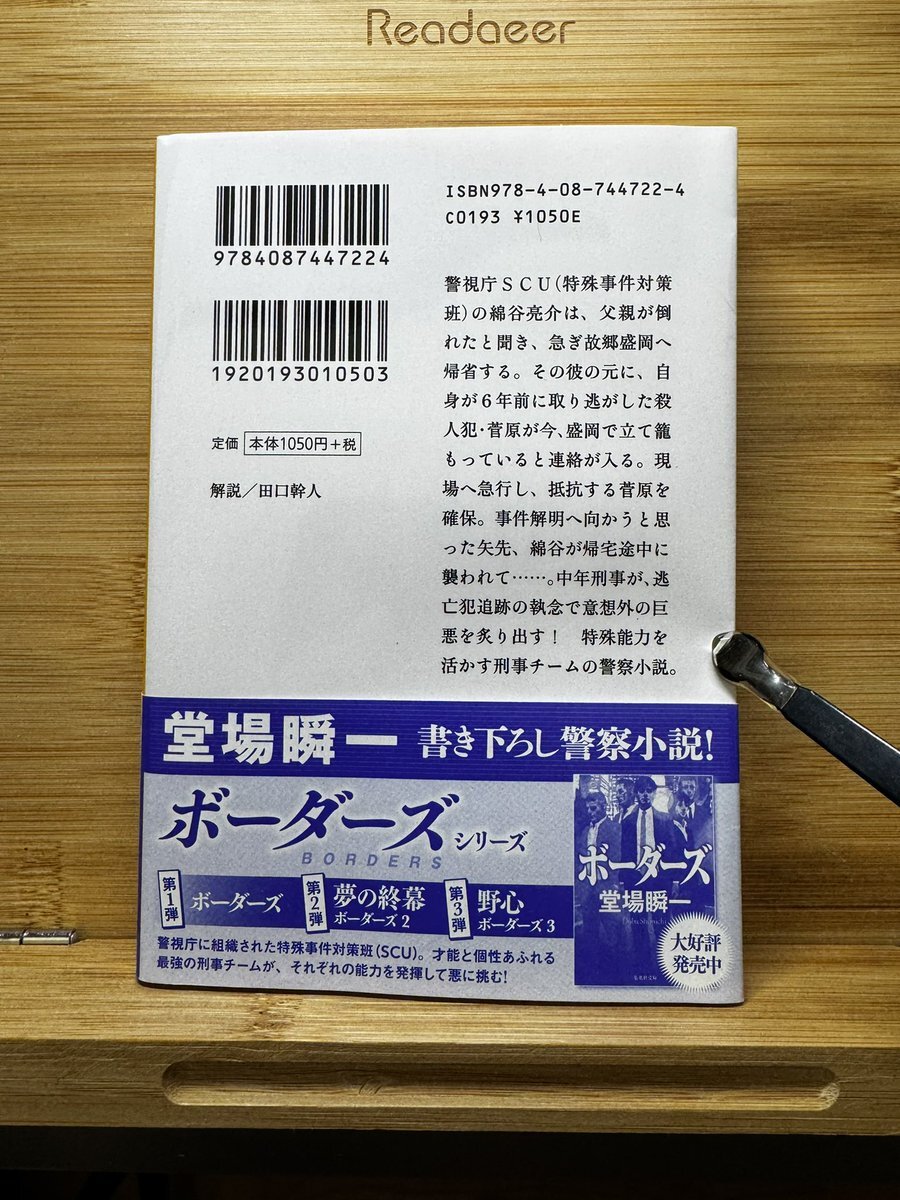 Readaeer
ISBN978-4-08-744722-4
C0193 ¥1050E
9784087447224
1920193010503
定価 本体1050円+税
解説／田口幹人
警視庁ＳＣＵ（特殊事件対策
班）の綿谷亮介は、父親が倒
れたと聞き、急ぎ故郷盛岡へ
帰省する。その彼の元に、自
身が６年前に取り逃がした殺
人犯・菅原が今、盛岡で立て籠
もっていると連絡が入る。現
場へ急行し、抵抗する菅原を
確保。事件解明へ向かうと思
った矢先、綿谷が帰宅途中に
襲われて……。中年刑事が、逃
亡犯追跡の執念で意想外の巨
悪を炙り出す！　特殊能力を
活かす刑事チームの警察小説。
堂場瞬一 書き下ろし警察小説!
ボーダーズ シリーズ
BORDERS
第1弾 ボーダーズ
第2弾 夢の終幕 ボーダーズ2
第3弾 野心 ボーダーズ3
警視庁に組織された特殊事件対策班(SCU)。才能と個性あふれる
最強の刑事チームが、それぞれの能力を発揮して悪に挑む!
ボーダーズ
堂場瞬一
集英社文庫
大好評
発売中